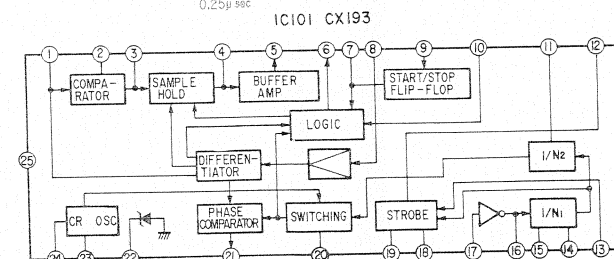 0.25μ sec
IC101 CX193
1 2 3 4 5 6 7 8 9 10 11 12
COMPA-
RATOR
SAMPLE
HOLD
BUFFER
AMP
START/STOP
FLIP-FLOP
LOGIC
25
DIFFEREN-
TIATOR
1/N2
CR OSC
PHASE
COMPARATOR
SWITCHING
STROBE
1/N1
24 23 22 21 20 19 18 17 16 15 14 13